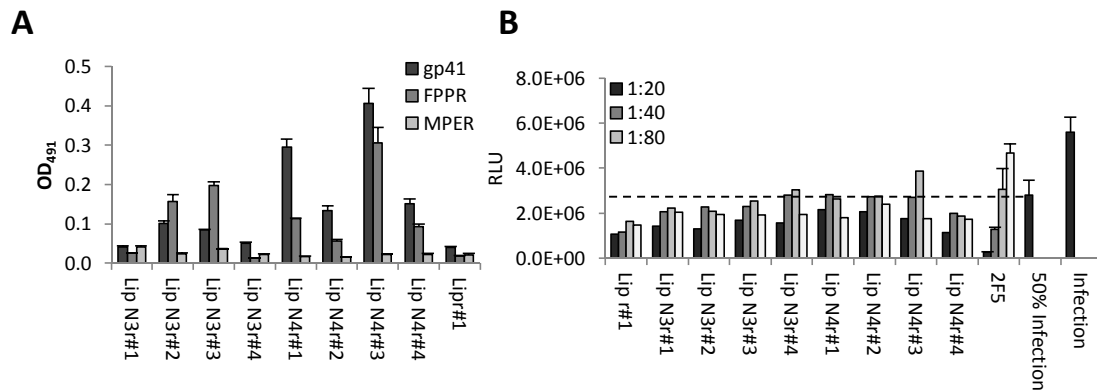 A
OD491
0.5
0.4
0.3
0.2
0.1
0.0
gp41
FPPR
MPER
Lip N3r#1
Lip N3r#2
Lip N3r#3
Lip N3r#4
Lip N4r#1
Lip N4r#2
Lip N4r#3
Lip N4r#4
Lipr#1
B
RLU
8.0E+06
6.0E+06
4.0E+06
2.0E+06
0.0E+00
1:20
1:40
1:80
Lip r#1
Lip N3r#1
Lip N3r#2
Lip N3r#3
Lip N3r#4
Lip N4r#1
Lip N4r#2
Lip N4r#3
Lip N4r#4
2F5
50% Infection
Infection